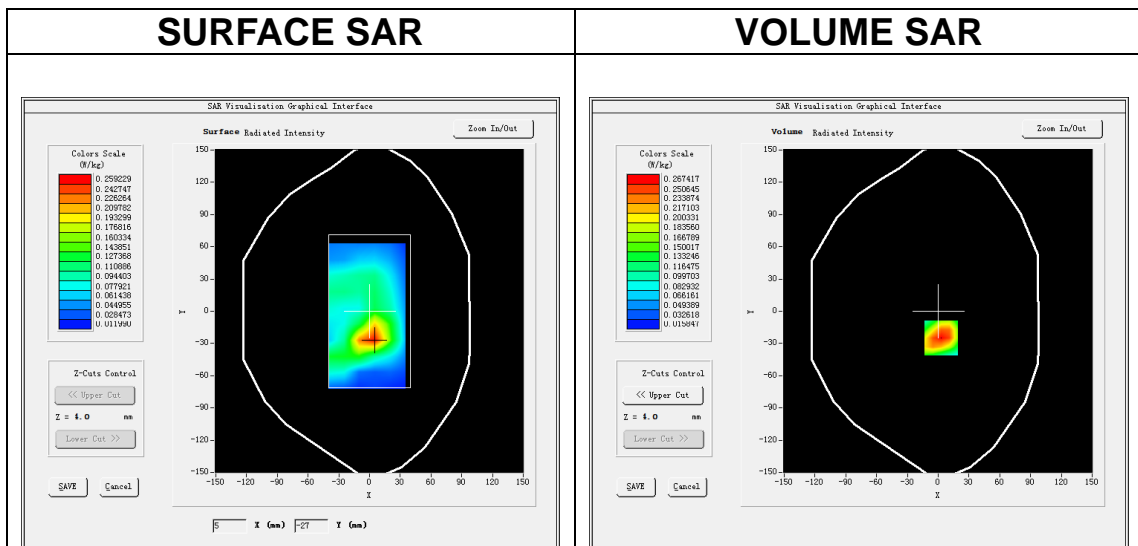 SURFACE SAR
SAR Visualisation Graphical Interface
Surface Radiated Intensity
Zoom In/Out
Colors Scale
(W/kg)
0.259229
0.242747
0.226264
0.209782
0.193299
0.176816
0.160334
0.143851
0.127368
0.110886
0.094403
0.077921
0.061438
0.044955
0.028473
0.011990
Z-Cuts Control
<< Upper Cut
Z = 4.0 mm
Lower Cut >>
SAVE Cancel
150
120
90
60
30
0
-30
-60
-90
-120
-150
Y
-150 -120 -90 -60 -30 0 30 60 90 120 150
X
5 X (mm) -27 Y (mm)
VOLUME SAR
SAR Visualisation Graphical Interface
Volume Radiated Intensity
Zoom In/Out
Colors Scale
(W/kg)
0.267417
0.250645
0.233874
0.217103
0.200331
0.183560
0.166789
0.150017
0.133246
0.116475
0.099703
0.082932
0.066161
0.049389
0.032618
0.015847
Z-Cuts Control
<< Upper Cut
Z = 4.0 mm
Lower Cut >>
SAVE Cancel
150
120
90
60
30
0
-30
-60
-90
-120
-150
Y
-150 -120 -90 -60 -30 0 30 60 90 120 150
X